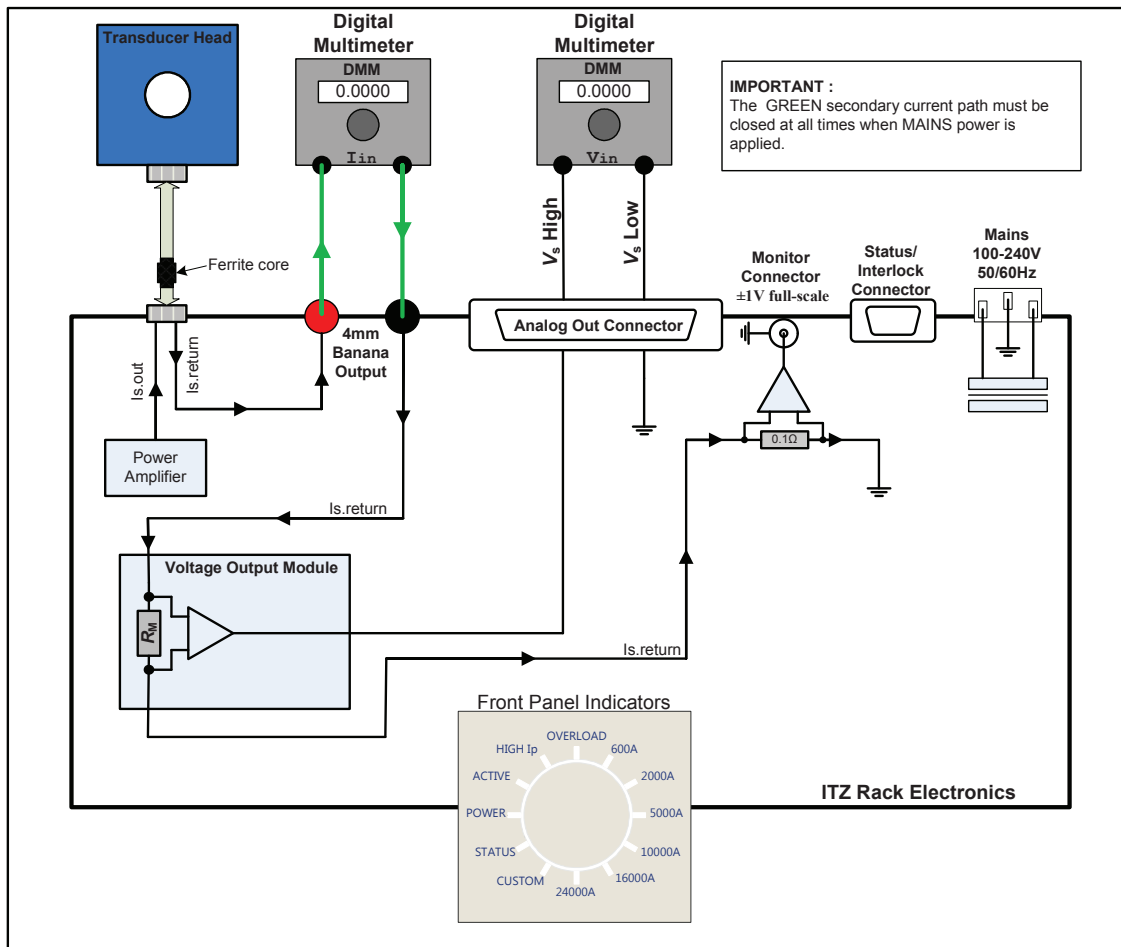 Transducer Head
Digital
Multimeter
DMM
0.0000
Iin
Digital
Multimeter
DMM
0.0000
Vin
IMPORTANT :
The GREEN secondary current path must be
closed at all times when MAINS power is
applied.
Vs High
Vs Low
Ferrite core
Monitor
Connector
±1V full-scale
Status/
Interlock
Connector
Mains
100-240V
50/60Hz
4mm
Banana
Output
Analog Out Connector
Is.out
Is.return
Power
Amplifier
0.1Ω
Is.return
Voltage Output Module
RM
Is.return
Front Panel Indicators
OVERLOAD
HIGH Ip
600A
ACTIVE
2000A
POWER
5000A
STATUS
10000A
CUSTOM
16000A
24000A
ITZ Rack Electronics